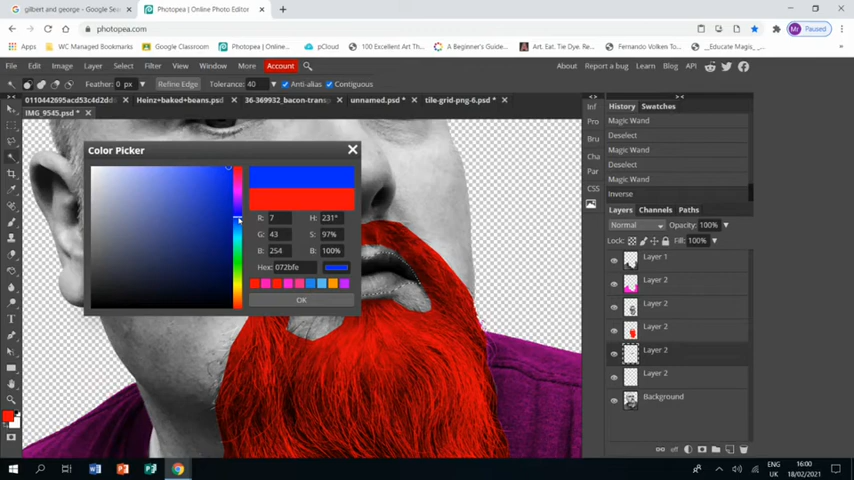 gilbert and george - Google Sea
Photopea | Online Photo Editor
photopea.com
Paused
Apps
WC Managed Bookmarks
Google Classroom
Photopea | Online...
pCloud
100 Excellent Art Th...
A Beginner's Guide...
Art. Eat. Tie Dye. Re...
Fernando Volken To...
__Educate Magis_
File Edit Image Layer Select Filter View Window More Account
About Report a bug Learn Blog API
Feather: 0 px Refine Edge Tolerance: 40 Anti-alias Contiguous
0110442695acd53c4d2dd Heinz+baked+beans.psd 36-369932_bacon-trans unnamed.psd * tile-grid-png-6.psd *
IMG_9545.psd *
Color Picker
R: 7 H: 231°
G: 43 S: 97%
B: 254 B: 100%
Hex: 072bfe
OK
Inf
Pro
Bru
Cha
Par
CSS
History Swatches
Magic Wand
Deselect
Magic Wand
Deselect
Magic Wand
Inverse
Layers Channels Paths
Normal Opacity: 100%
Lock: Fill: 100%
Layer 1
Layer 2
Layer 2
Layer 2
Layer 2
Layer 2
Background
ENG
UK
16:00
18/02/2021